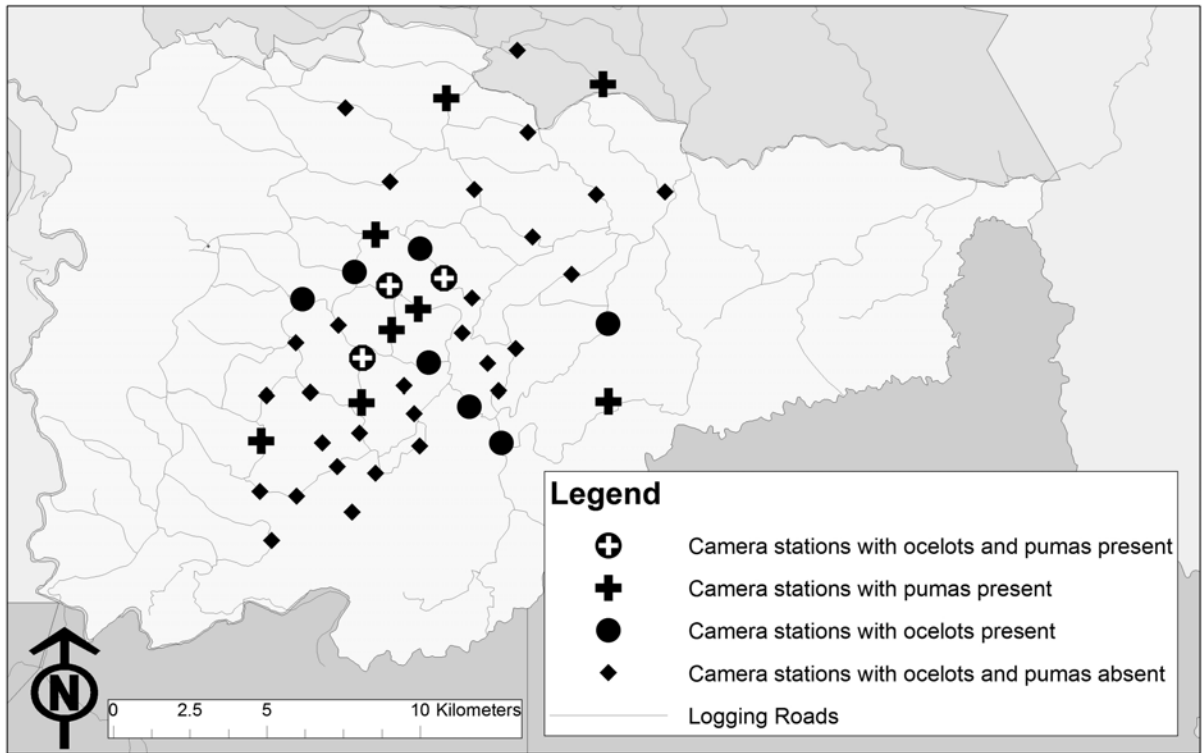 Legend
Camera stations with ocelots and pumas present
Camera stations with pumas present
Camera stations with ocelots present
Camera stations with ocelots and pumas absent
Logging Roads
N
0 2.5 5 10 Kilometers